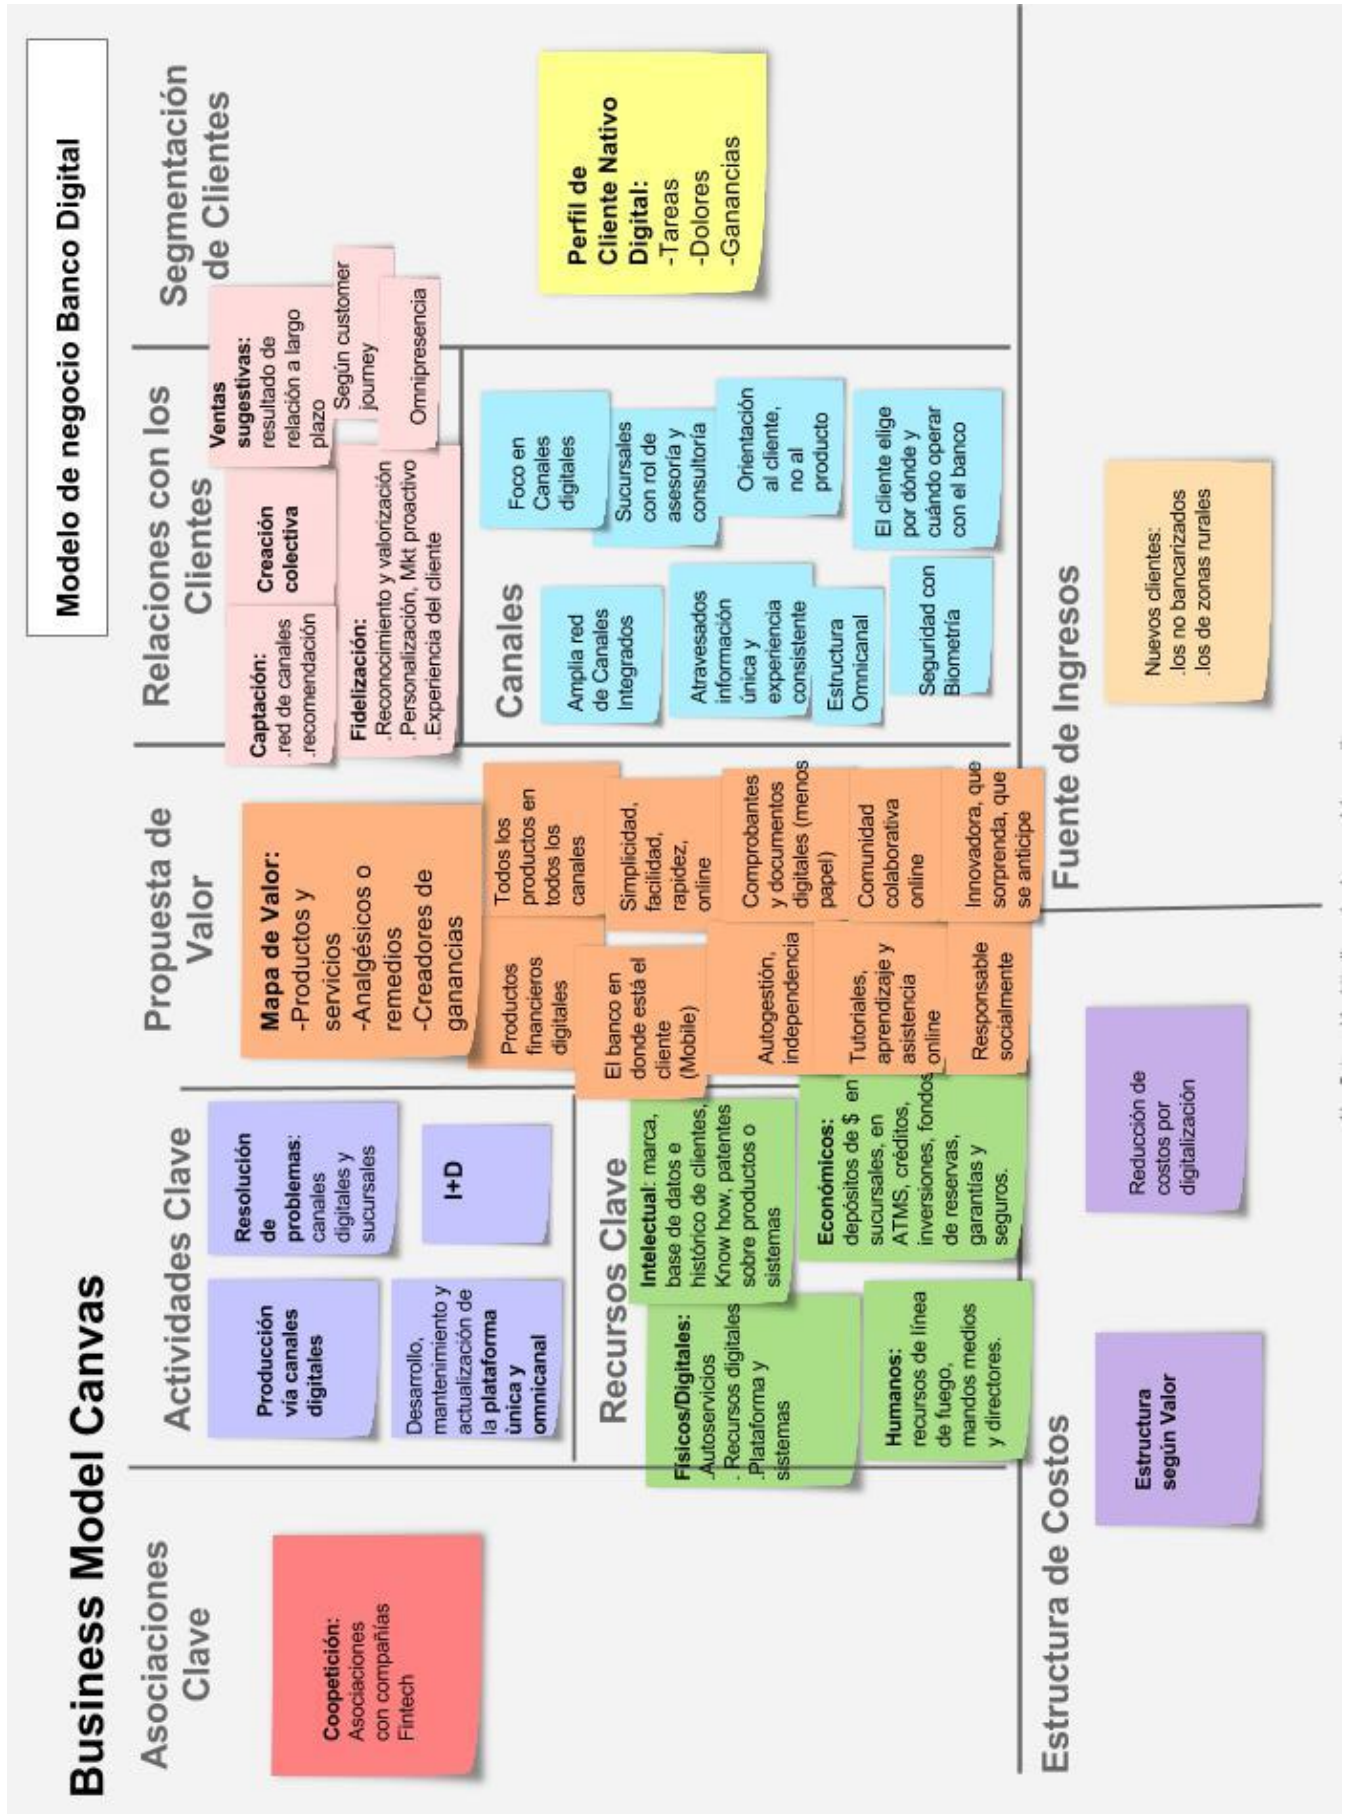 Business Model Canvas
Modelo de negocio Banco Digital
Asociaciones
Clave
Coopetición:
Asociaciones
con compañías
Fintech
Actividades Clave
Producción
vía canales
digitales
Resolución
de
problemas:
canales
digitales y
sucursales
Desarrollo,
mantenimiento y
actualización de
la plataforma
única y
omnicanal
I+D
Recursos Clave
Físicos/Digitales:
.Autoservicios
. Recursos digitales
.Plataforma y
sistemas
Intelectual: marca,
base de datos e
histórico de clientes,
Know how, patentes
sobre productos o
sistemas
Humanos:
recursos de línea
de fuego,
mandos medios
y directores.
Económicos:
depósitos de $ en
sucursales, en
ATMS, créditos,
inversiones, fondos
de reservas,
garantías y
seguros.
Propuesta de
Valor
Mapa de Valor:
-Productos y
servicios
-Analgésicos o
remedios
-Creadores de
ganancias
Productos
financieros
digitales
Todos los
productos en
todos los
canales
El banco en
donde está el
cliente
(Mobile)
Simplicidad,
facilidad,
rapidez,
online
Autogestión,
independencia
Comprobantes
y documentos
digitales (menos
papel)
Tutoriales,
aprendizaje y
asistencia
online
Comunidad
colaborativa
online
Responsable
socialmente
Innovadora, que
sorprenda, que
se anticipe
Relaciones con los
Clientes
Captación:
.red de canales
.recomendación
Creación
colectiva
Ventas
sugestivas:
resultado de
relación a largo
plazo
Fidelización:
.Reconocimiento y valorización
.Personalización, Mkt proactivo
.Experiencia del cliente
Según customer
journey
Omnipresencia
Canales
Amplia red
de Canales
Integrados
Foco en
Canales
digitales
Sucursales
con rol de
asesoría y
consultoría
Atravesados
información
única y
experiencia
consistente
Orientación
al cliente,
no al
producto
Estructura
Omnicanal
El cliente elige
por dónde y
cuándo operar
con el banco
Seguridad con
Biometría
Segmentación
de Clientes
Perfil de
Cliente Nativo
Digital:
-Tareas
-Dolores
-Ganancias
Estructura de Costos
Estructura
según Valor
Reducción de
costos por
digitalización
Fuente de Ingresos
Nuevos clientes:
.los no bancarizados
.los de zonas rurales